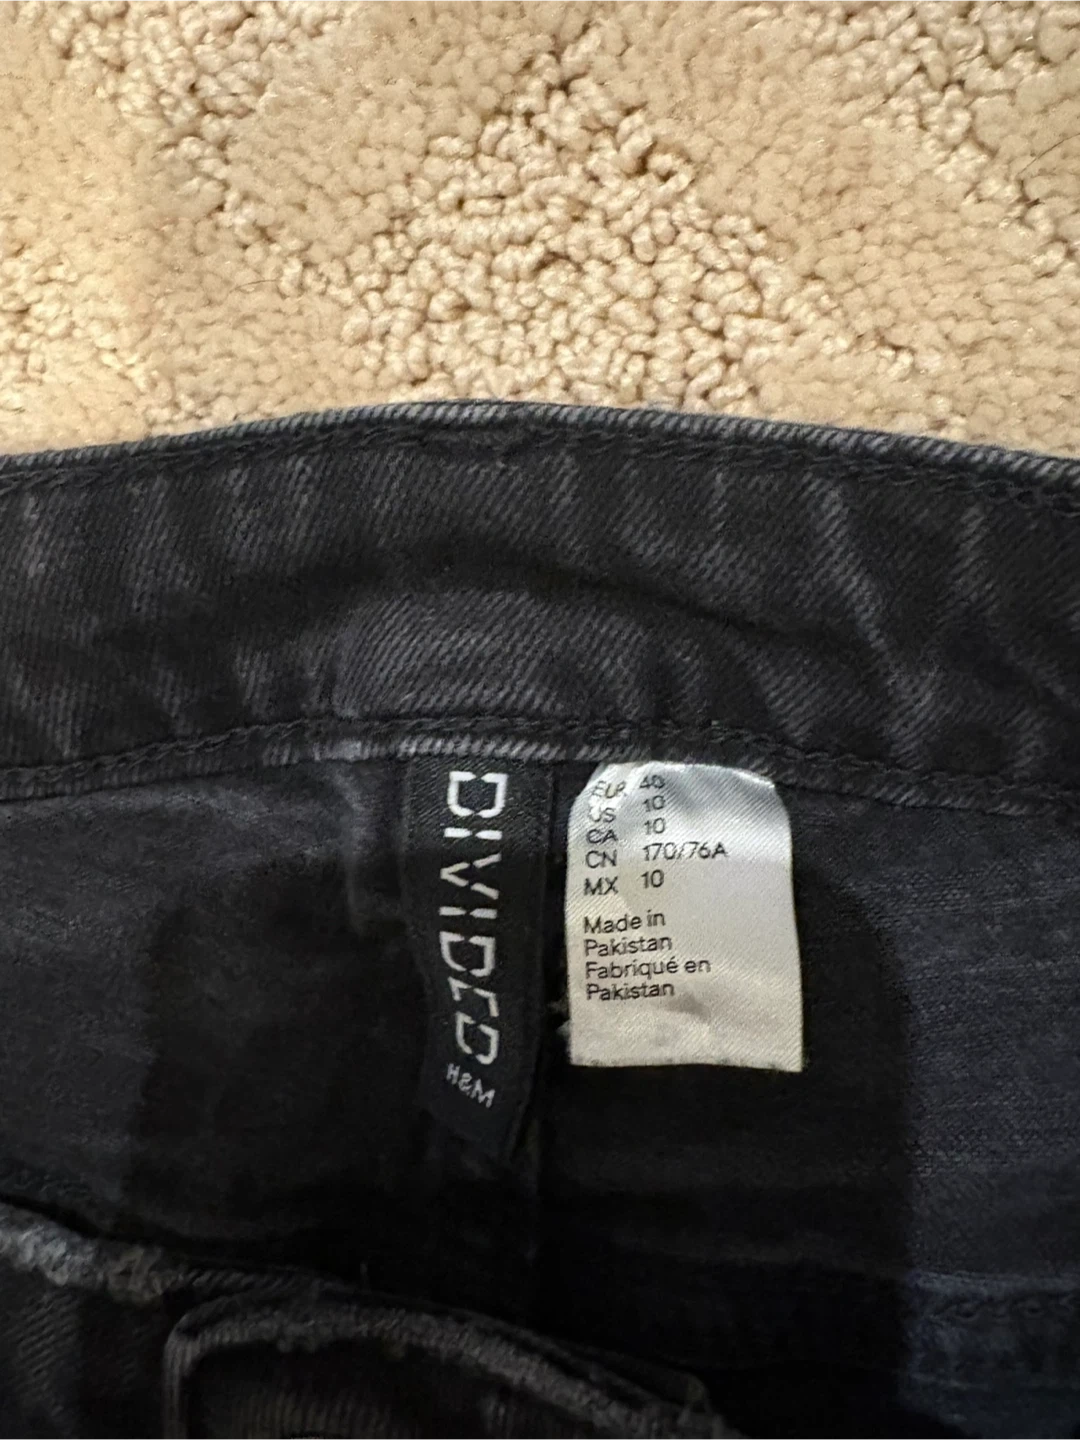 DIVIDED
H&M
EUR 40
US 10
CA 10
CN 170/76A
MX 10
Made in
Pakistan
Fabriqué en
Pakistan